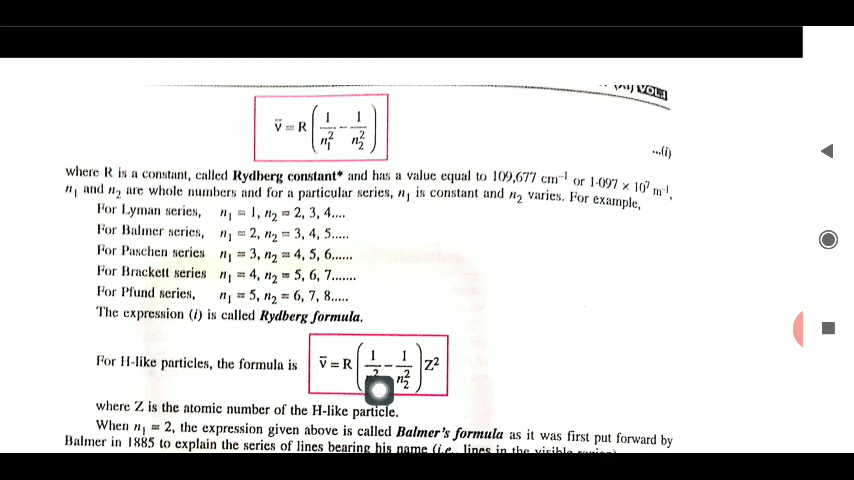 (XI) VOL.I
ν̄ = R (1/n₁² − 1/n₂²)
...(i)
where R is a constant, called Rydberg constant* and has a value equal to 109,677 cm⁻¹ or 1·097 × 10⁷ m⁻¹,
n₁ and n₂ are whole numbers and for a particular series, n₁ is constant and n₂ varies. For example,
For Lyman series, n₁ = 1, n₂ = 2, 3, 4....
For Balmer series, n₁ = 2, n₂ = 3, 4, 5.....
For Paschen series n₁ = 3, n₂ = 4, 5, 6......
For Brackett series n₁ = 4, n₂ = 5, 6, 7.......
For Pfund series, n₁ = 5, n₂ = 6, 7, 8.....
The expression (i) is called Rydberg formula.
For H-like particles, the formula is ν̄ = R (1/n² − 1/n₂²) Z²
where Z is the atomic number of the H-like particle.
When n₁ = 2, the expression given above is called Balmer's formula as it was first put forward by
Balmer in 1885 to explain the series of lines bearing his name (i.e., lines in the visible region)